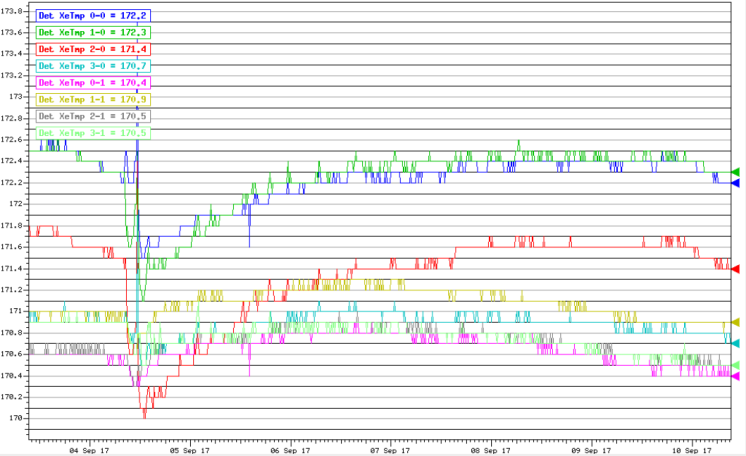 173.8
Det XeTmp 0-0 = 172.2
173.6
Det XeTmp 1-0 = 172.3
173.4
Det XeTmp 2-0 = 171.4
Det XeTmp 3-0 = 170.7
173.2
Det XeTmp 0-1 = 170.4
173
Det XeTmp 1-1 = 170.9
172.8
Det XeTmp 2-1 = 170.5
172.6
Det XeTmp 3-1 = 170.5
172.4
172.2
172
171.8
171.6
171.4
171.2
171
170.8
170.6
170.4
170.2
170
04 Sep 17 05 Sep 17 06 Sep 17 07 Sep 17 08 Sep 17 09 Sep 17 10 Sep 17